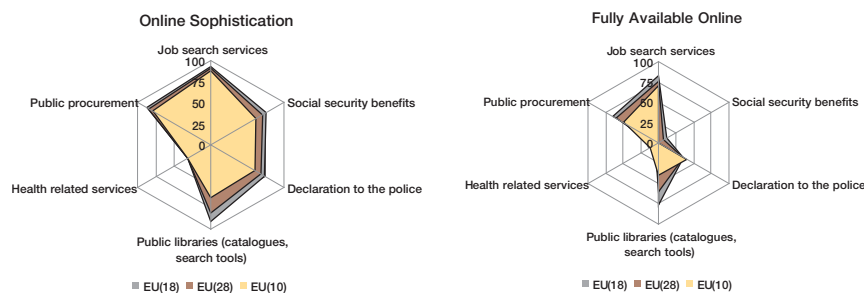 Online Sophistication
Job search services
100
75
50
25
0
Public procurement
Social security benefits
Health related services
Declaration to the police
Public libraries (catalogues,
search tools)
EU(18) EU(28) EU(10)
Fully Available Online
Job search services
100
75
50
25
0
Public procurement
Social security benefits
Health related services
Declaration to the police
Public libraries (catalogues,
search tools)
EU(18) EU(28) EU(10)